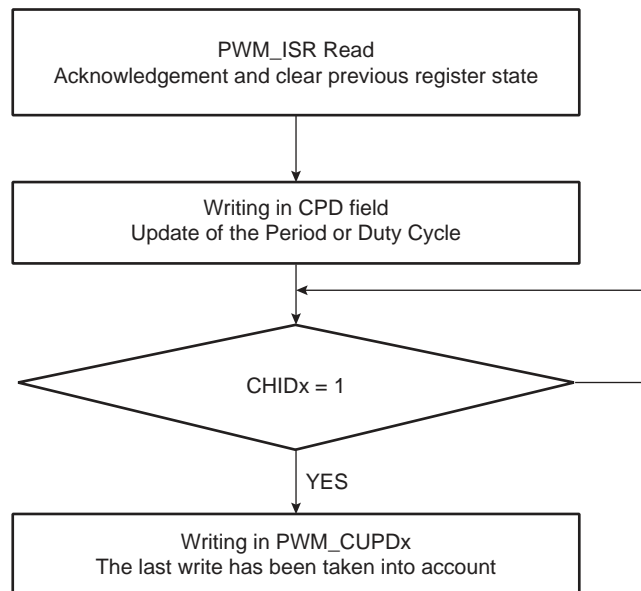 PWM_ISR Read
Acknowledgement and clear previous register state
Writing in CPD field
Update of the Period or Duty Cycle
CHIDx = 1
YES
Writing in PWM_CUPDx
The last write has been taken into account